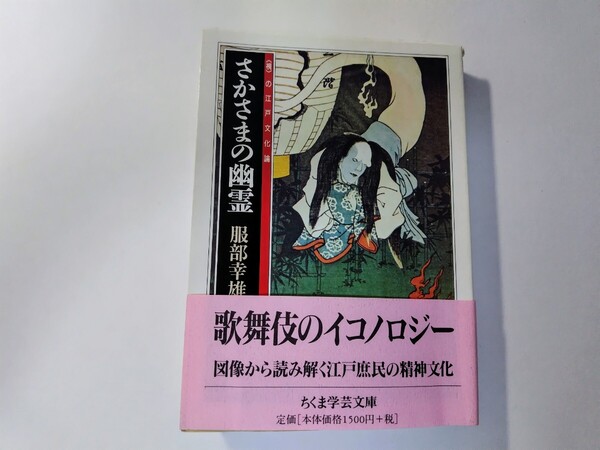 〈視〉の江戸文化論
さかさまの幽霊
服部幸雄
歌舞伎のイコノロジー
図像から読み解く江戸庶民の精神文化
ちくま学芸文庫
定価[本体価格1500円+税]